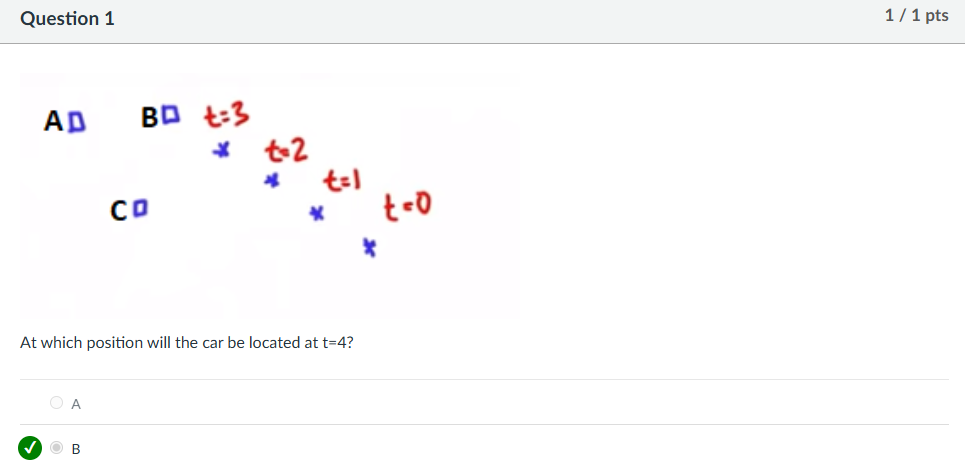 Question 1
1 / 1 pts
A
B t=3
t=2
t=1
C
t=0
At which position will the car be located at t=4?
A
B